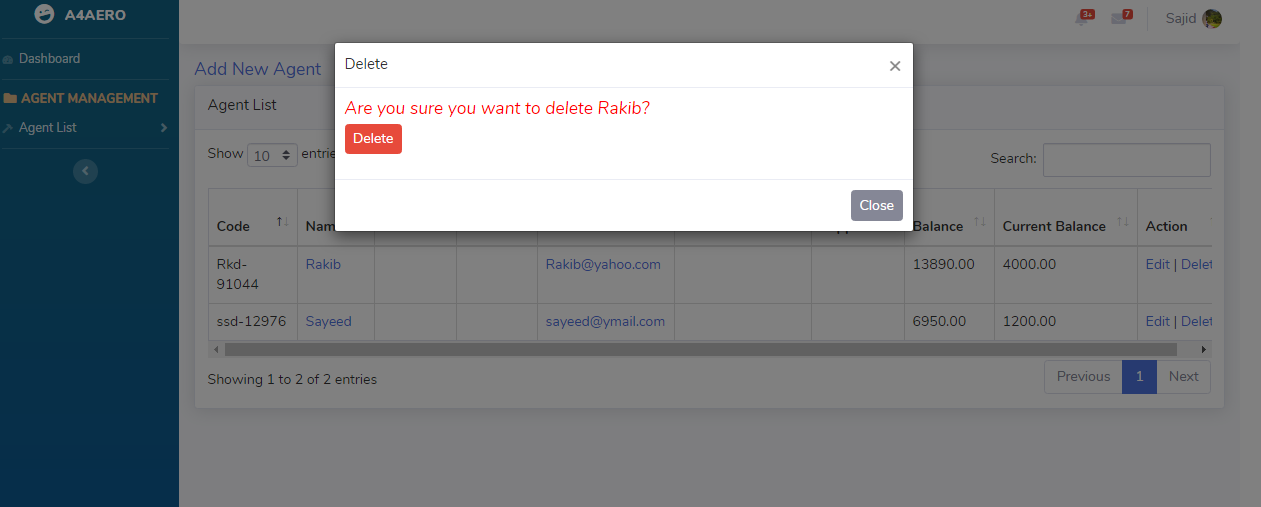 A4AERO
3+
7
Sajid
Dashboard
AGENT MANAGEMENT
Agent List
Add New Agent
Delete
×
Are you sure you want to delete Rakib?
Delete
Close
Agent List
Show 10 entrie
Search:
Code Nam Balance Current Balance Action
Rkd-91044 Rakib Rakib@yahoo.com 13890.00 4000.00 Edit | Delet
ssd-12976 Sayeed sayeed@ymail.com 6950.00 1200.00 Edit | Delet
Showing 1 to 2 of 2 entries
Previous 1 Next